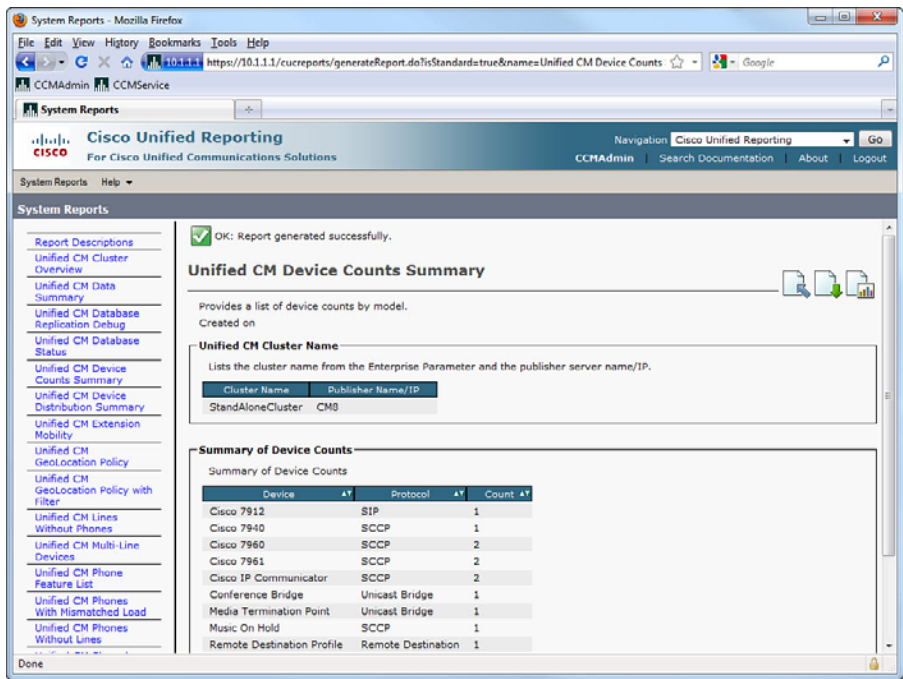 System Reports - Mozilla Firefox
File Edit View History Bookmarks Tools Help
10.1.1.1 https://10.1.1.1/cucreports/generateReport.do?isStandard=true&name=Unified CM Device Counts
Google
CCMAdmin CCMService
System Reports
cisco
Cisco Unified Reporting
For Cisco Unified Communications Solutions
Navigation Cisco Unified Reporting Go
CCMAdmin | Search Documentation | About | Logout
System Reports Help
System Reports
Report Descriptions
Unified CM Cluster
Overview
Unified CM Data
Summary
Unified CM Database
Replication Debug
Unified CM Database
Status
Unified CM Device
Counts Summary
Unified CM Device
Distribution Summary
Unified CM Extension
Mobility
Unified CM
GeoLocation Policy
Unified CM
GeoLocation Policy with
Filter
Unified CM Lines
Without Phones
Unified CM Multi-Line
Devices
Unified CM Phone
Feature List
Unified CM Phones
With Mismatched Load
Unified CM Phones
Without Lines
OK: Report generated successfully.
Unified CM Device Counts Summary
Provides a list of device counts by model.
Created on
Unified CM Cluster Name
Lists the cluster name from the Enterprise Parameter and the publisher server name/IP.
Cluster Name Publisher Name/IP
StandAloneCluster CM8
Summary of Device Counts
Summary of Device Counts
Device Protocol Count
Cisco 7912 SIP 1
Cisco 7940 SCCP 1
Cisco 7960 SCCP 2
Cisco 7961 SCCP 2
Cisco IP Communicator SCCP 2
Conference Bridge Unicast Bridge 1
Media Termination Point Unicast Bridge 1
Music On Hold SCCP 1
Remote Destination Profile Remote Destination 1
Done